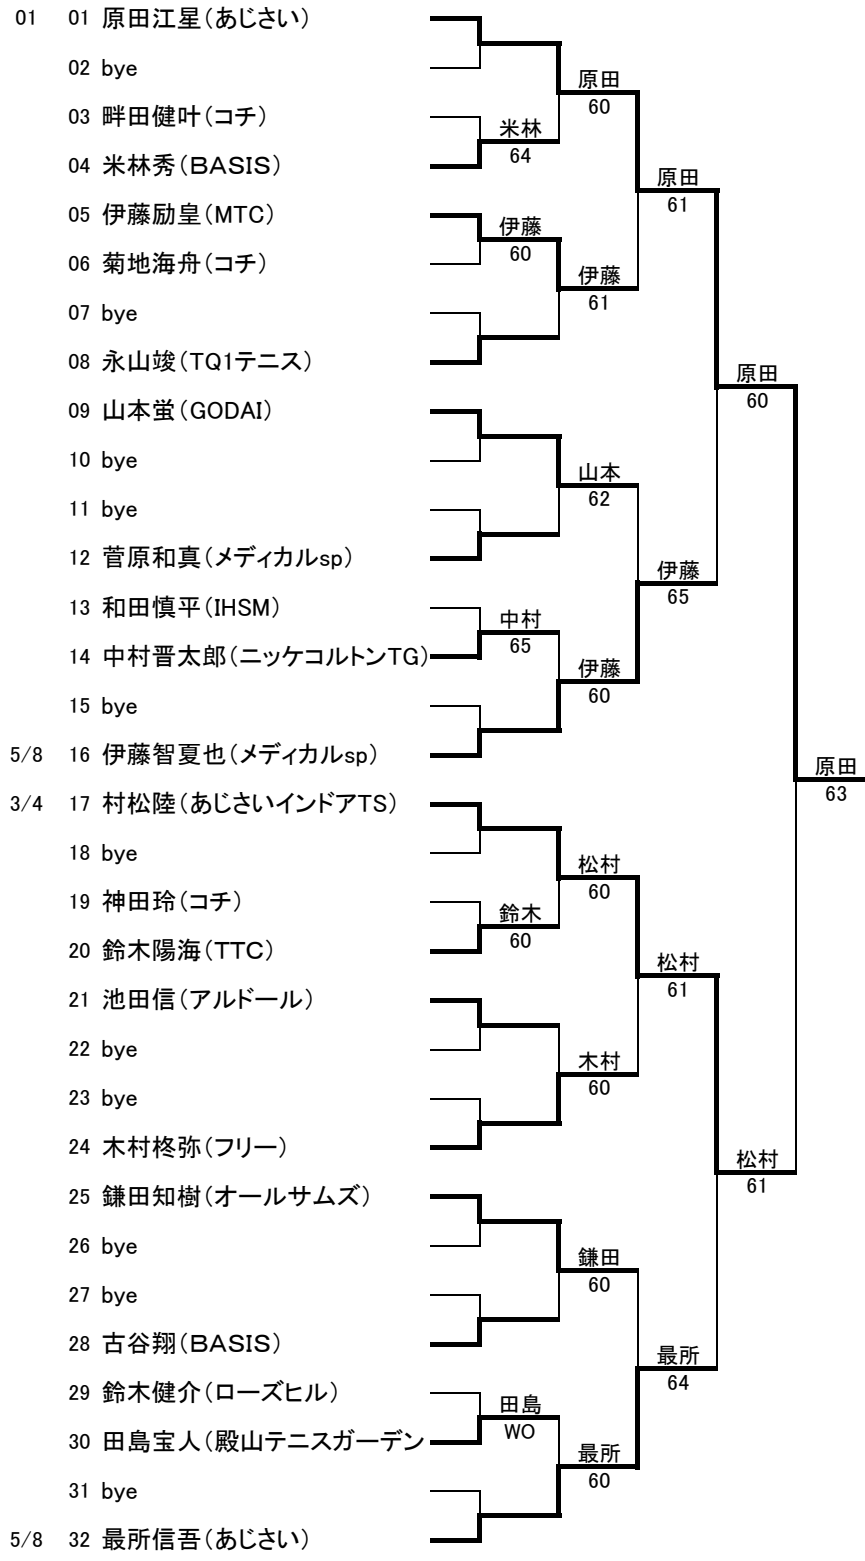 01 01 原田江星(あじさい)
02 bye
03 畔田健叶(コチ)
04 米林秀(BASIS)
05 伊藤励皇(MTC)
06 菊地海舟(コチ)
07 bye
08 永山竣(TQ1テニス)
09 山本蛍(GODAI)
10 bye
11 bye
12 菅原和真(メディカルsp)
13 和田慎平(IHSM)
14 中村晋太郎(ニッケコルトンTG)
15 bye
5/8 16 伊藤智夏也(メディカルsp)
3/4 17 村松陸(あじさいインドアTS)
18 bye
19 神田玲(コチ)
20 鈴木陽海(TTC)
21 池田信(アルドール)
22 bye
23 bye
24 木村柊弥(フリー)
25 鎌田知樹(オールサムズ)
26 bye
27 bye
28 古谷翔(BASIS)
29 鈴木健介(ローズヒル)
30 田島宝人(殿山テニスガーデン
31 bye
5/8 32 最所信吾(あじさい)
米林
64
伊藤
60
中村
65
鈴木
60
田島
WO
原田
60
伊藤
61
山本
62
伊藤
60
松村
60
木村
60
鎌田
60
最所
60
原田
61
伊藤
65
松村
61
最所
64
原田
60
松村
61
原田
63